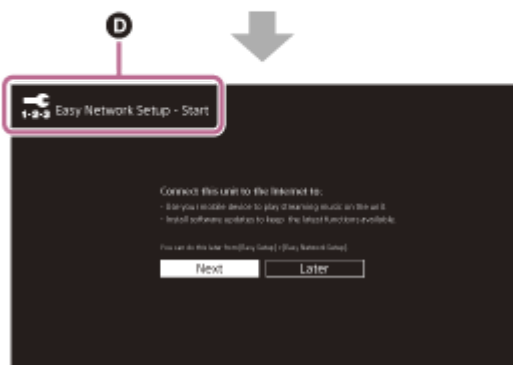 D
1-2-3 Easy Network Setup - Start
Connect this unit to the Internet to:
- Use your mobile device to play streaming music on the unit.
- Install software updates to keep the latest functions available.
You can do this later from [Easy Setup] - [Easy Network Setup].
Next
Later